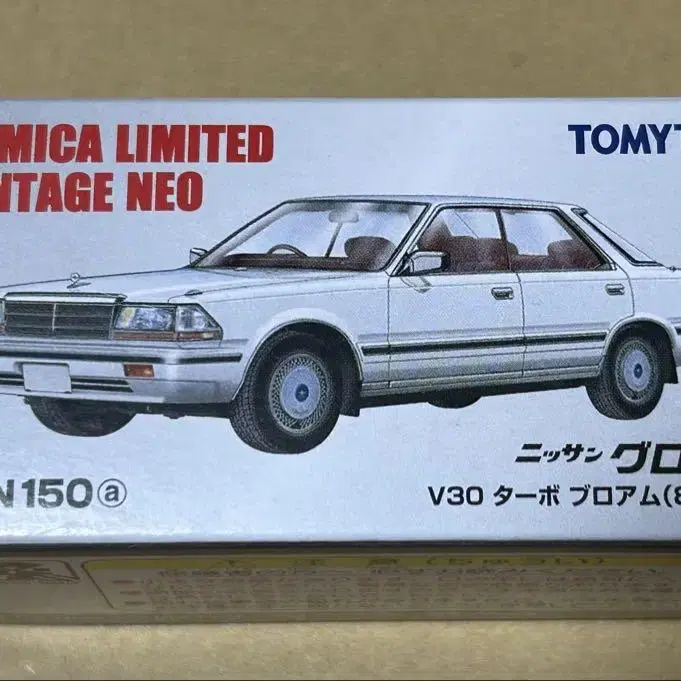 MICA LIMITED
NTAGE NEO
TOMYT
ニッサン グロ
N150ⓐ
V30 ターボ ブロアム(8